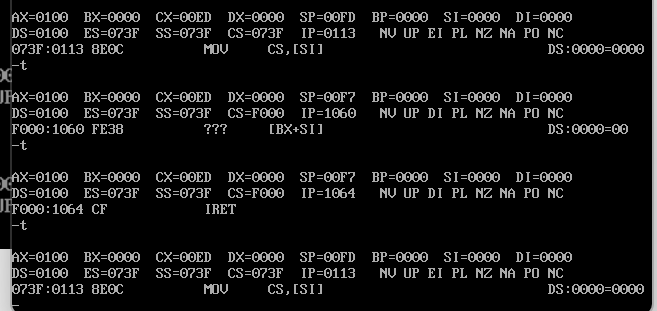 AX=0100 BX=0000 CX=00ED DX=0000 SP=00FD BP=0000 SI=0000 DI=0000
DS=0100 ES=073F SS=073F CS=073F IP=0113 NV UP EI PL NZ NA PO NC
073F:0113 8E0C MOV CS,[SI] DS:0000=0000
-t
AX=0100 BX=0000 CX=00ED DX=0000 SP=00F7 BP=0000 SI=0000 DI=0000
DS=0100 ES=073F SS=073F CS=F000 IP=1060 NV UP DI PL NZ NA PO NC
F000:1060 FE38 ??? [BX+SI] DS:0000=00
-t
AX=0100 BX=0000 CX=00ED DX=0000 SP=00F7 BP=0000 SI=0000 DI=0000
DS=0100 ES=073F SS=073F CS=F000 IP=1064 NV UP DI PL NZ NA PO NC
F000:1064 CF IRET
-t
AX=0100 BX=0000 CX=00ED DX=0000 SP=00FD BP=0000 SI=0000 DI=0000
DS=0100 ES=073F SS=073F CS=073F IP=0113 NV UP EI PL NZ NA PO NC
073F:0113 8E0C MOV CS,[SI] DS:0000=0000
-